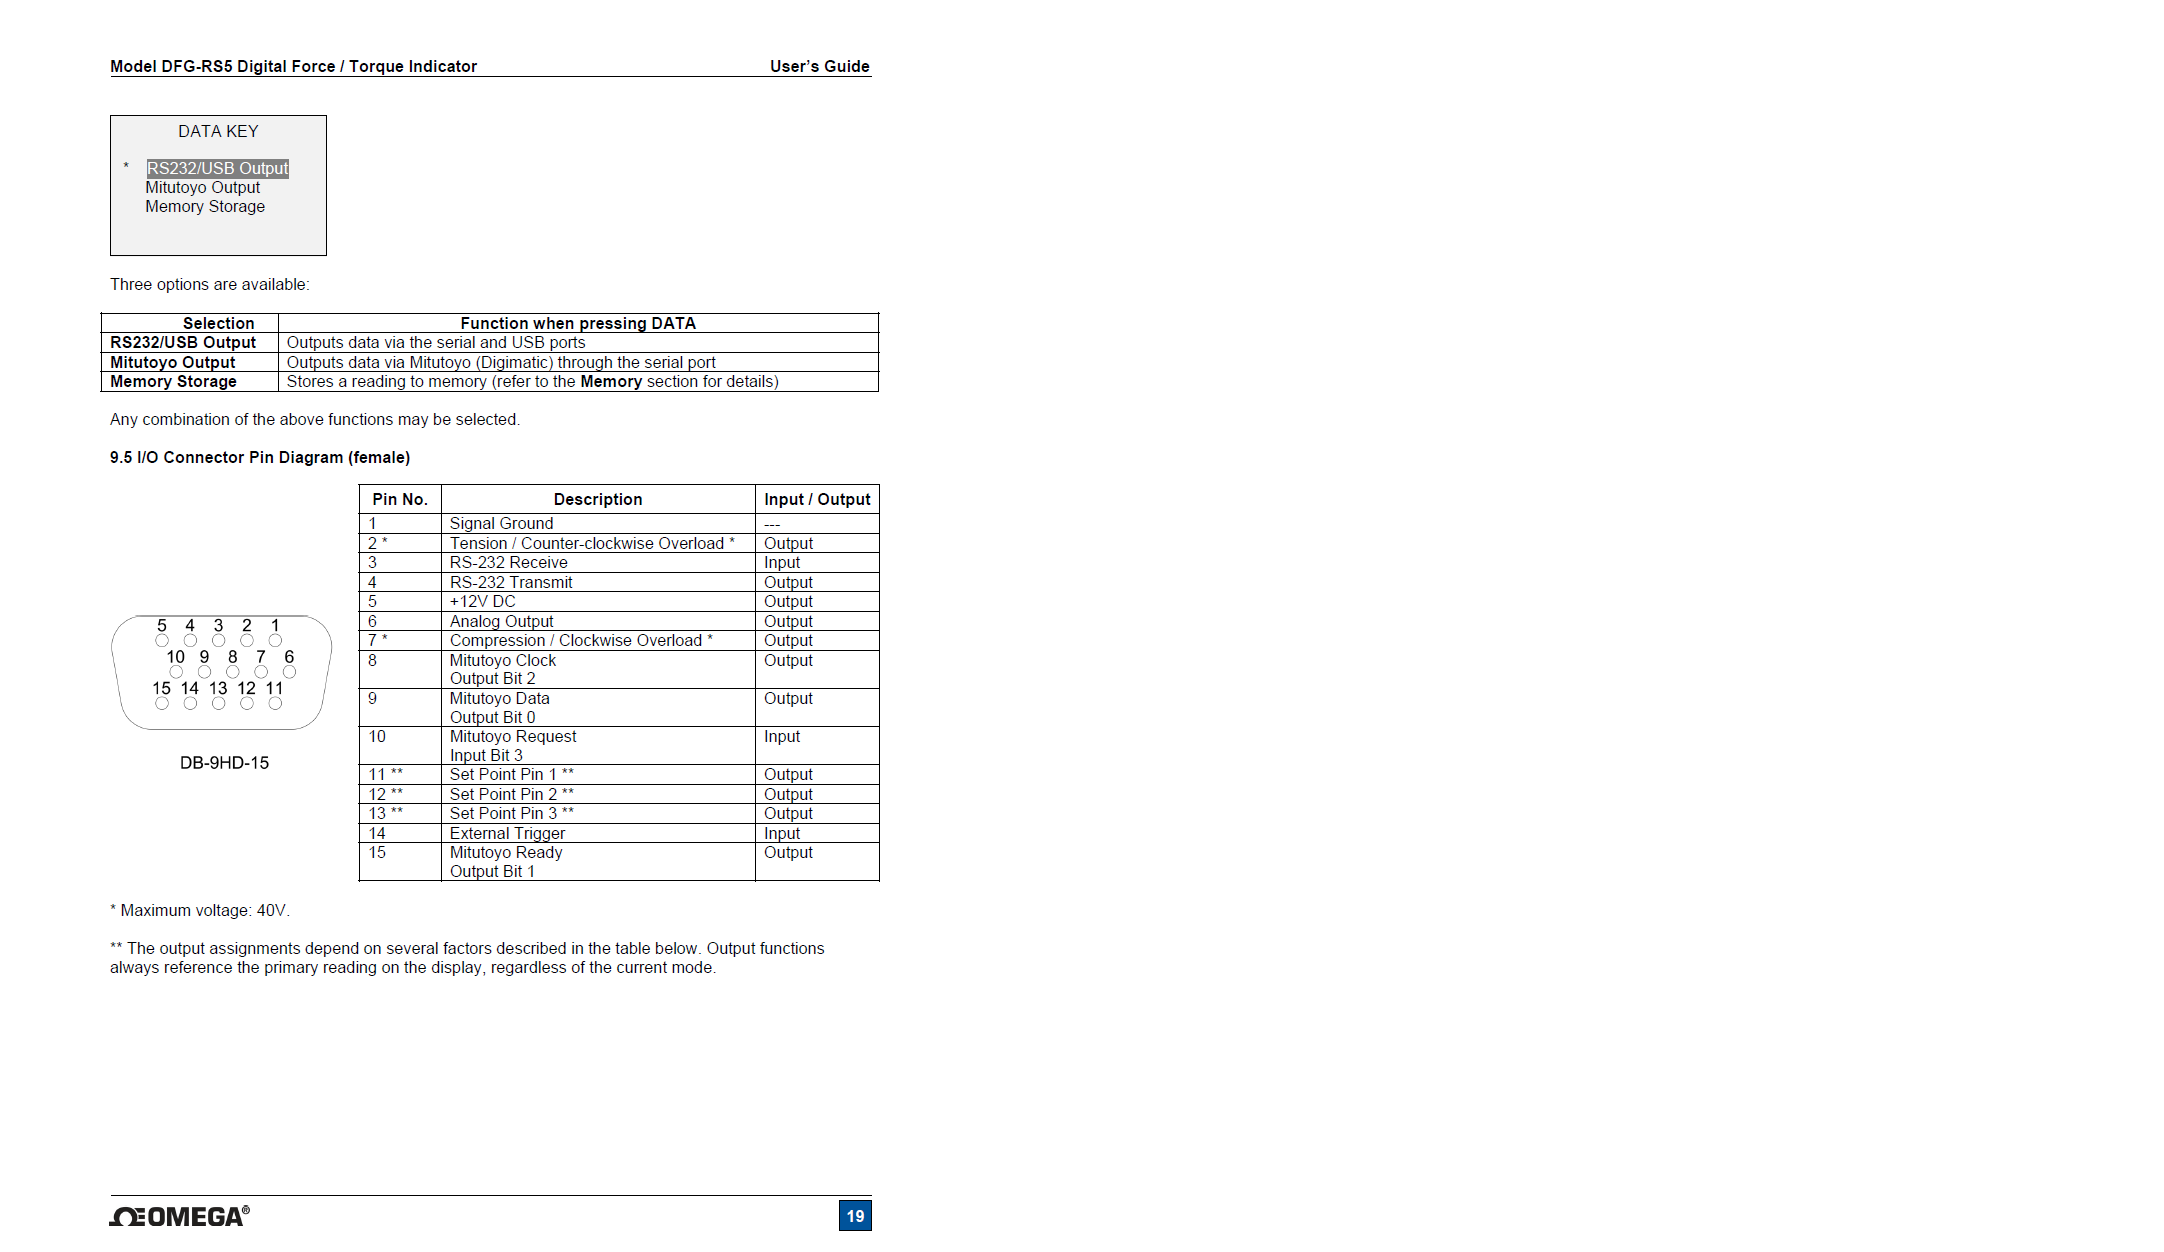 Model DFG-RS5 Digital Force / Torque Indicator User's Guide
DATA KEY
* RS232/USB Output
Mitutoyo Output
Memory Storage
Three options are available:
Selection Function when pressing DATA
RS232/USB Output Outputs data via the serial and USB ports
Mitutoyo Output Outputs data via Mitutoyo (Digimatic) through the serial port
Memory Storage Stores a reading to memory (refer to the Memory section for details)
Any combination of the above functions may be selected.
9.5 I/O Connector Pin Diagram (female)
5 4 3 2 1
10 9 8 7 6
15 14 13 12 11
DB-9HD-15
Pin No. Description Input / Output
1 Signal Ground ---
2 * Tension / Counter-clockwise Overload * Output
3 RS-232 Receive Input
4 RS-232 Transmit Output
5 +12V DC Output
6 Analog Output Output
7 * Compression / Clockwise Overload * Output
8 Mitutoyo Clock Output
Output Bit 2
9 Mitutoyo Data Output
Output Bit 0
10 Mitutoyo Request Input
Input Bit 3
11 ** Set Point Pin 1 ** Output
12 ** Set Point Pin 2 ** Output
13 ** Set Point Pin 3 ** Output
14 External Trigger Input
15 Mitutoyo Ready Output
Output Bit 1
* Maximum voltage: 40V.
** The output assignments depend on several factors described in the table below. Output functions
always reference the primary reading on the display, regardless of the current mode.
OMEGA® 19